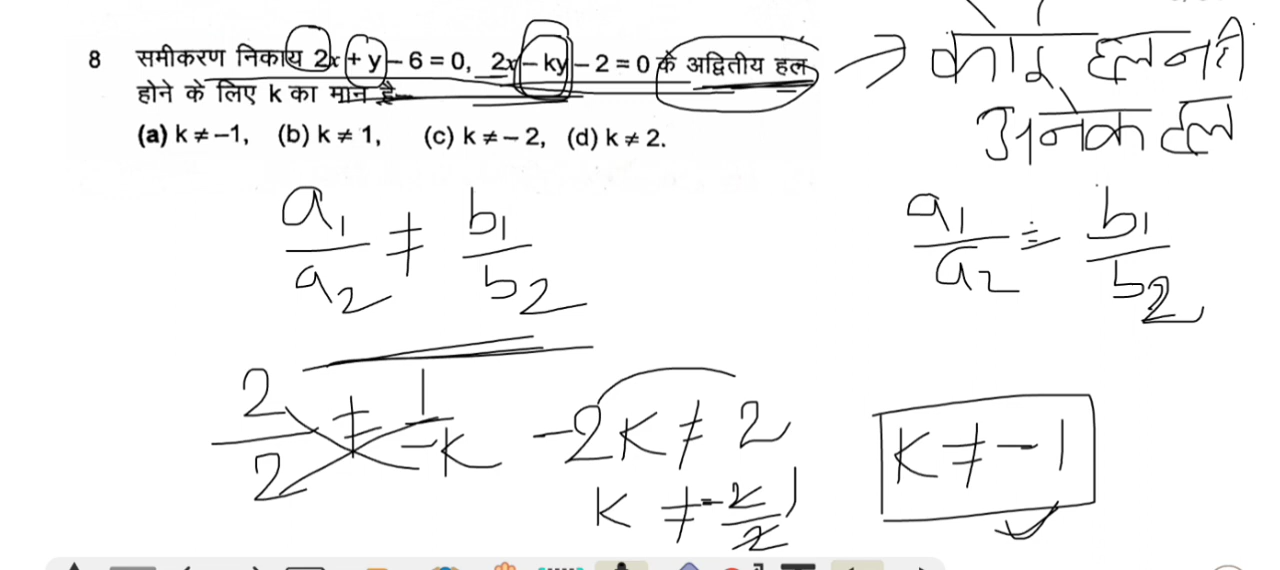 8 समीकरण निकाय 2x + y – 6 = 0, 2x – ky – 2 = 0 के अद्वितीय हल
होने के लिए k का मान है
(a) k ≠ –1, (b) k ≠ 1, (c) k ≠ – 2, (d) k ≠ 2.
→ कोई हल नही
अनेक हल
a₁/a₂ ≠ b₁/b₂
a₁/a₂ = b₁/b₂
2/2 ≠ 1/-K
-2K ≠ 2
K ≠ -2/2 1
K ≠ -1